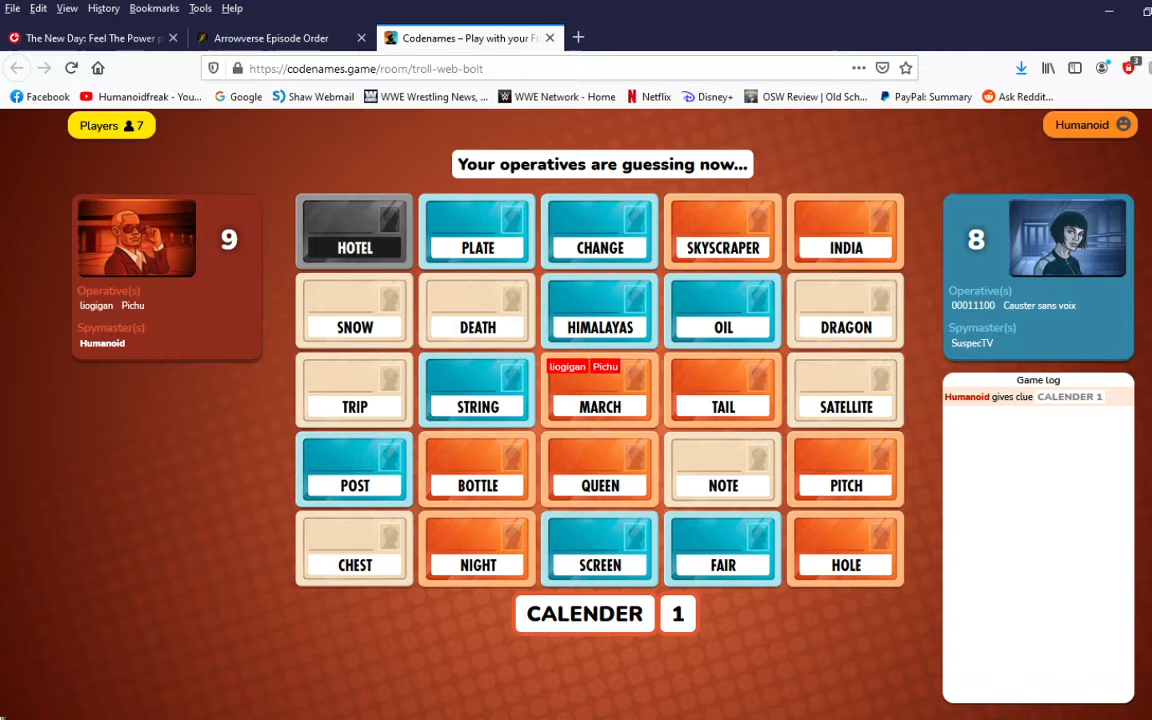 File Edit View History Bookmarks Tools Help
The New Day: Feel The Power p
Arrowverse Episode Order
Codenames – Play with your Fr
https://codenames.game/room/troll-web-bolt
3
Facebook Humanoidfreak - You... Google Shaw Webmail WWE Wrestling News, ... WWE Network - Home Netflix Disney+ OSW Review | Old Sch... PayPal: Summary Ask Reddit...
Players 7
Humanoid
Your operatives are guessing now...
9
Operative(s)
liogigan Pichu
Spymaster(s)
Humanoid
HOTEL PLATE CHANGE SKYSCRAPER INDIA
SNOW DEATH HIMALAYAS OIL DRAGON
liogigan Pichu
TRIP STRING MARCH TAIL SATELLITE
POST BOTTLE QUEEN NOTE PITCH
CHEST NIGHT SCREEN FAIR HOLE
CALENDER 1
8
Operative(s)
00011100 Causter sans voix
Spymaster(s)
SuspecTV
Game log
Humanoid gives clue CALENDER 1